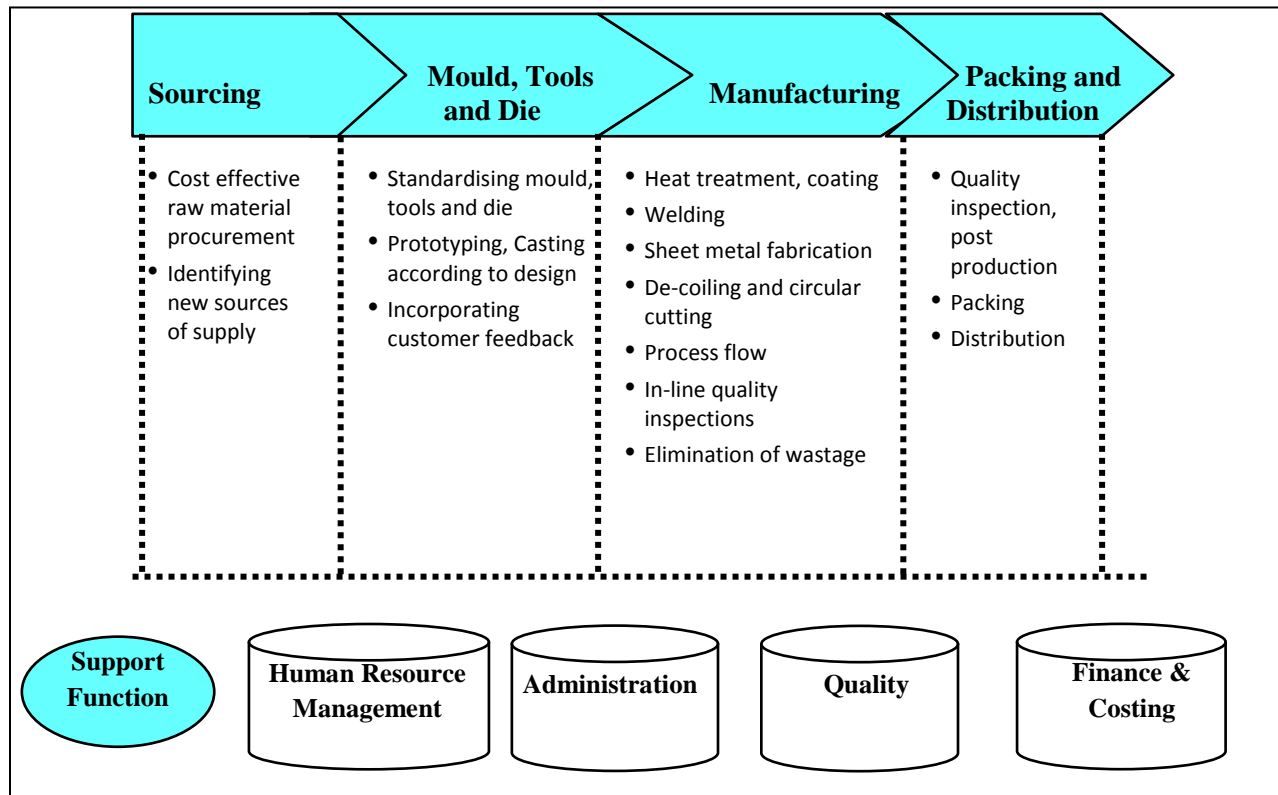 Sourcing
Mould, Tools
and Die
Manufacturing
Packing and
Distribution
• Cost effective
raw material
procurement
• Identifying
new sources
of supply
• Standardising mould,
tools and die
• Prototyping, Casting
according to design
• Incorporating
customer feedback
• Heat treatment, coating
• Welding
• Sheet metal fabrication
• De-coiling and circular
cutting
• Process flow
• In-line quality
inspections
• Elimination of wastage
• Quality
inspection,
post
production
• Packing
• Distribution
Support
Function
Human Resource
Management
Administration
Quality
Finance &
Costing